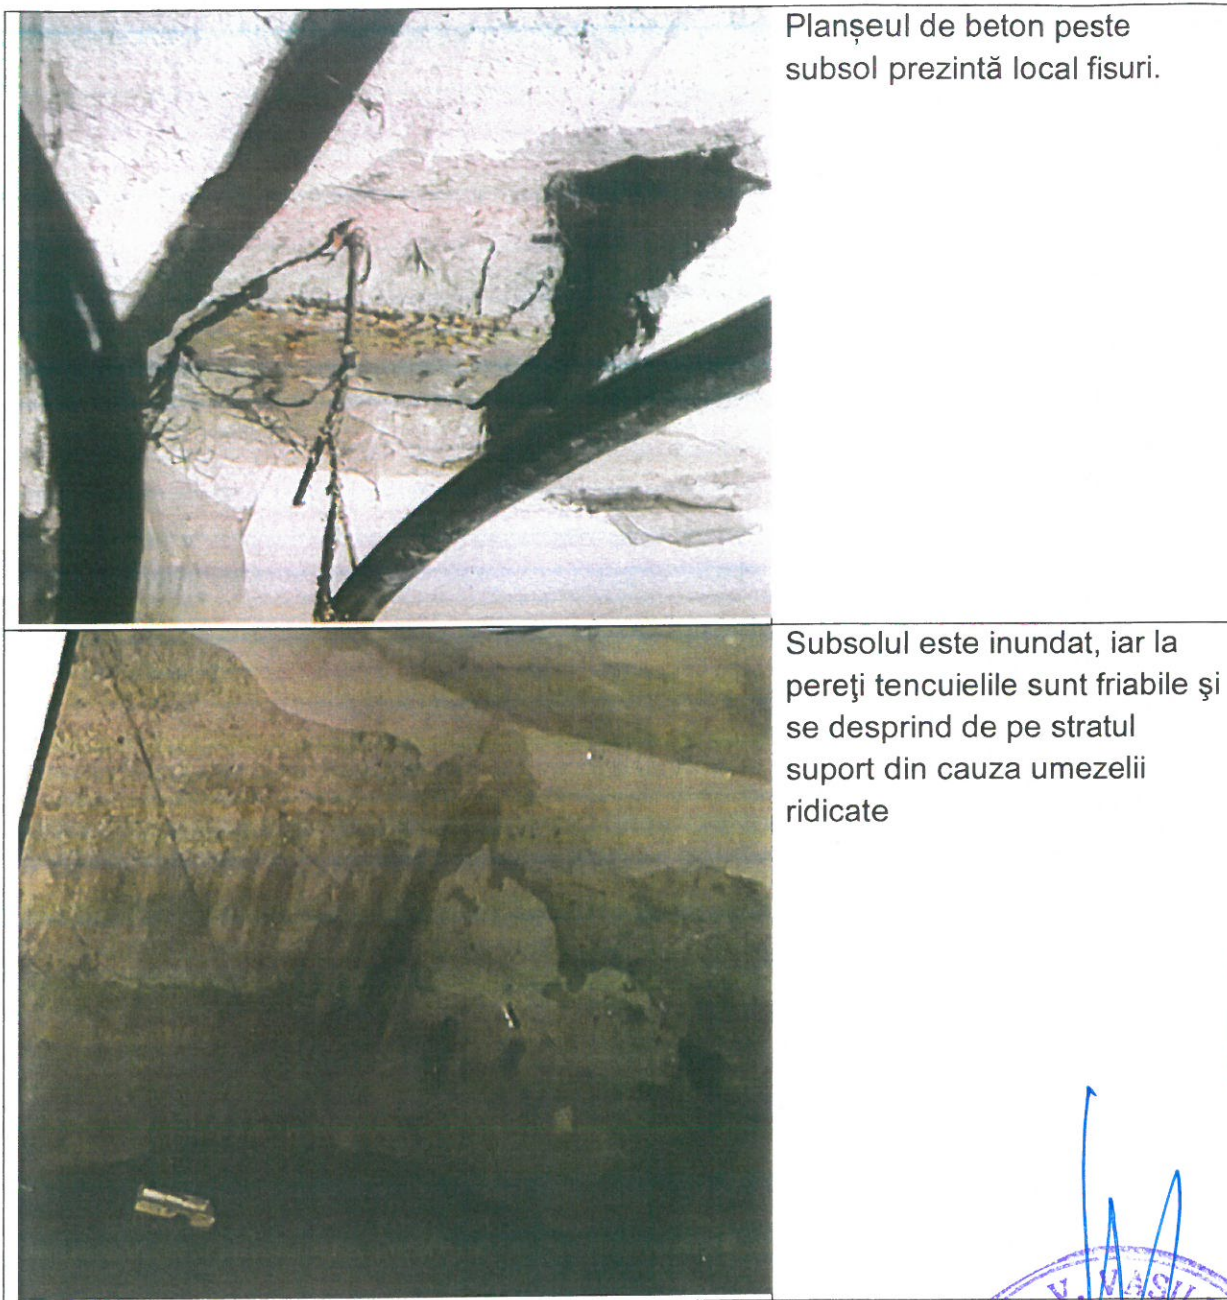 Planșeul de beton peste
subsol prezintă local fisuri.
Subsolul este inundat, iar la
pereţi tencuielile sunt friabile şi
se desprind de pe stratul
suport din cauza umezelii
ridicate
V. VASIL